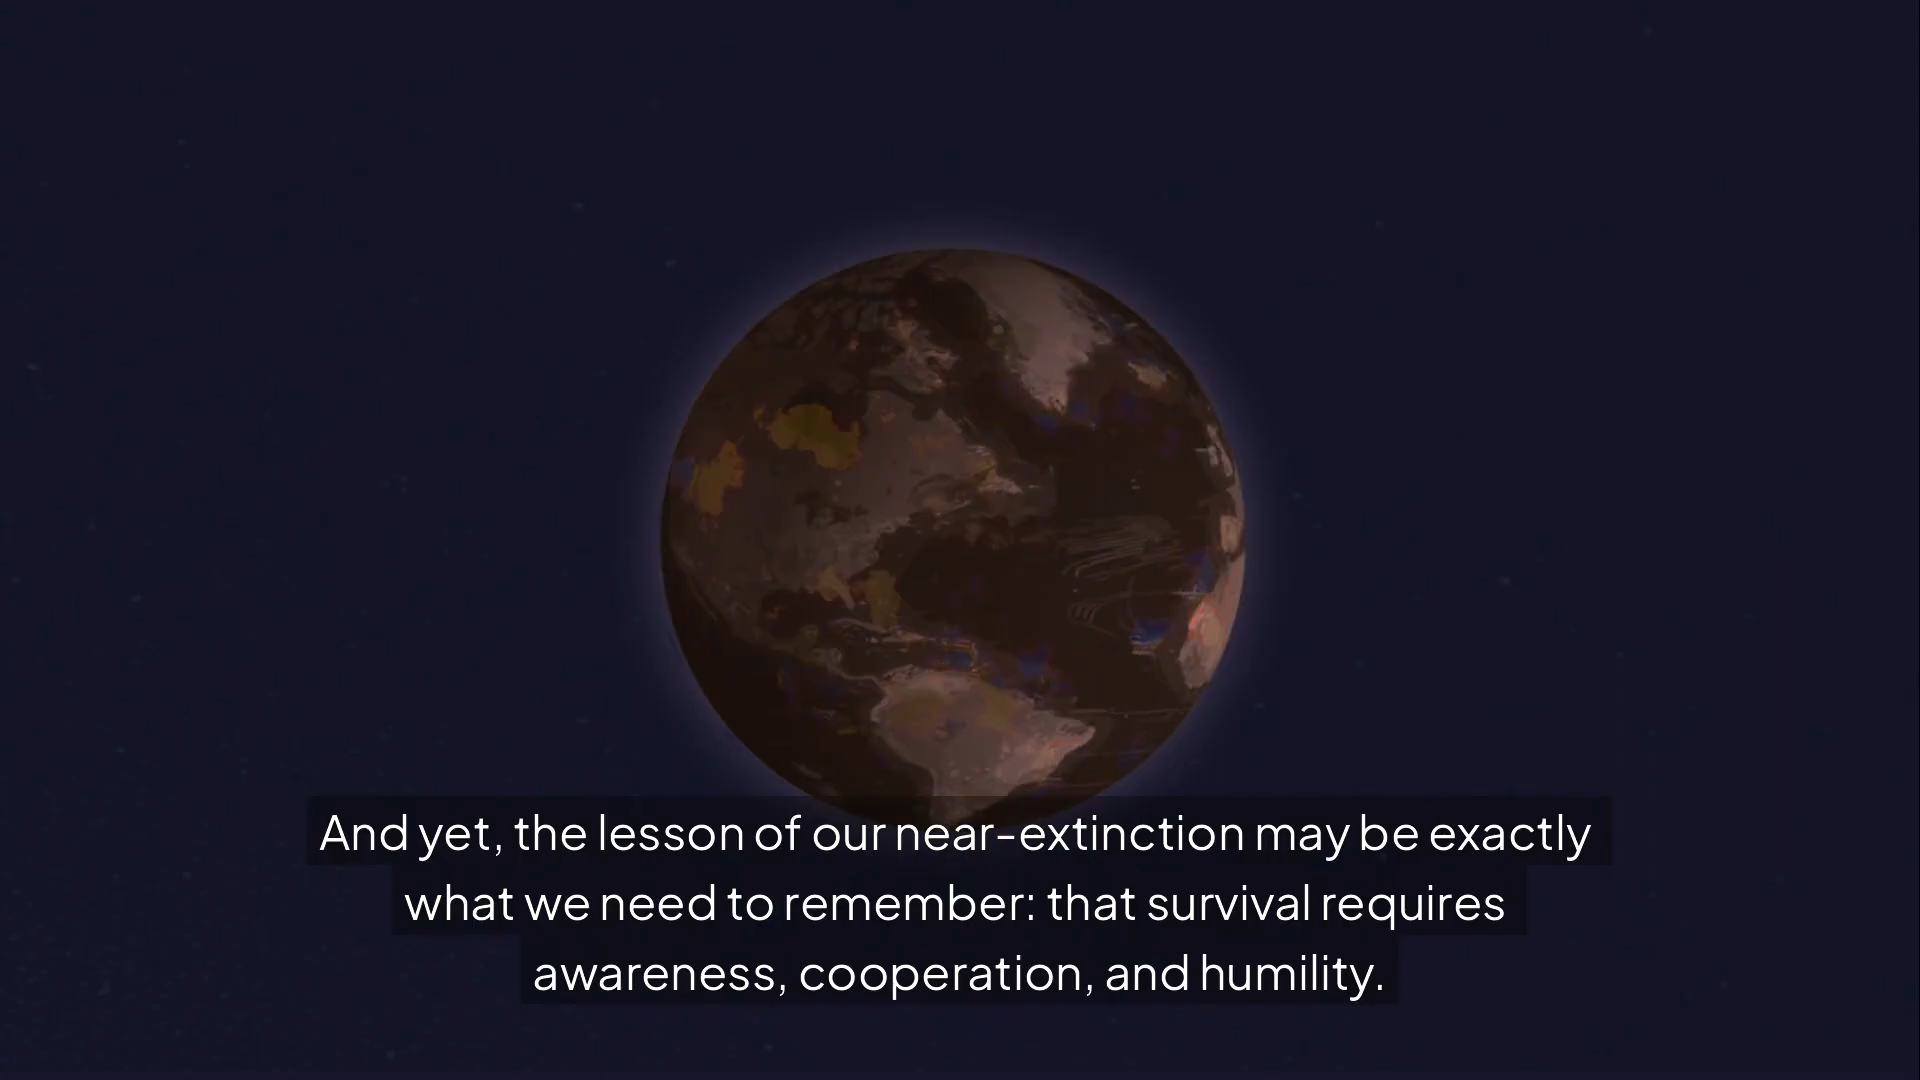 And yet, the lesson of our near-extinction may be exactly
what we need to remember: that survival requires
awareness, cooperation, and humility.